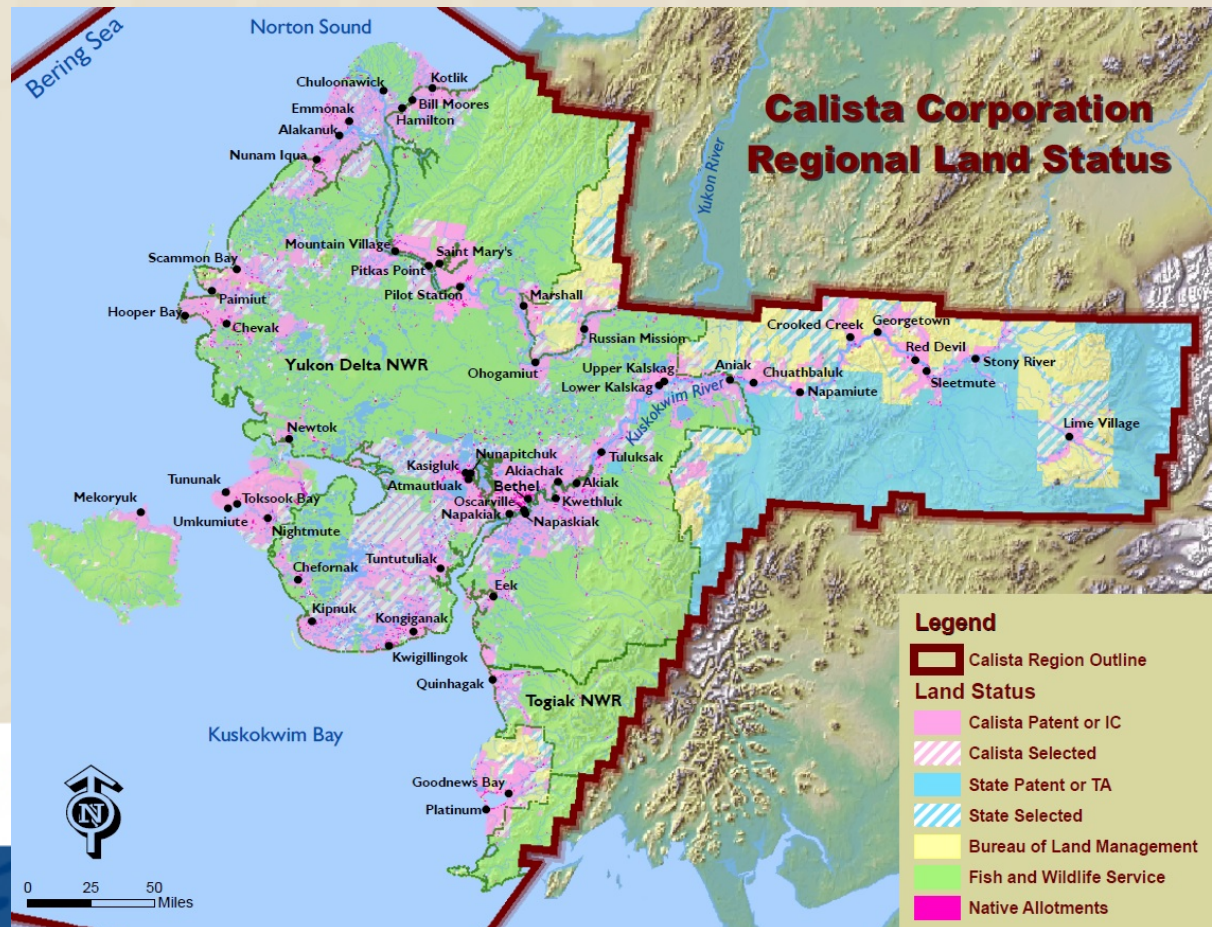 Norton Sound
Bering Sea
Calista Corporation
Regional Land Status
Yukon River
Kotlik
Chuloonawick
Bill Moores
Hamilton
Emmonak
Alakanuk
Nunam Iqua
Mountain Village
Saint Mary's
Pitkas Point
Pilot Station
Scammon Bay
Paimiut
Hooper Bay
Chevak
Marshall
Russian Mission
Ohogamiut
Yukon Delta NWR
Crooked Creek
Georgetown
Red Devil
Stony River
Sleetmute
Aniak
Chuathbaluk
Napamiute
Upper Kalskag
Lower Kalskag
Kuskokwim River
Lime Village
Newtok
Nunapitchuk
Kasigluk
Atmautluak
Akiachak
Tuluksak
Akiak
Bethel
Kwethluk
Oscarville
Napakiak
Napaskiak
Tununak
Toksook Bay
Mekoryuk
Umkumiute
Nightmute
Chefornak
Tuntutuliak
Eek
Kipnuk
Kongiganak
Kwigillingok
Quinhagak
Togiak NWR
Kuskokwim Bay
Goodnews Bay
Platinum
N
0 25 50
Miles
Legend
Calista Region Outline
Land Status
Calista Patent or IC
Calista Selected
State Patent or TA
State Selected
Bureau of Land Management
Fish and Wildlife Service
Native Allotments